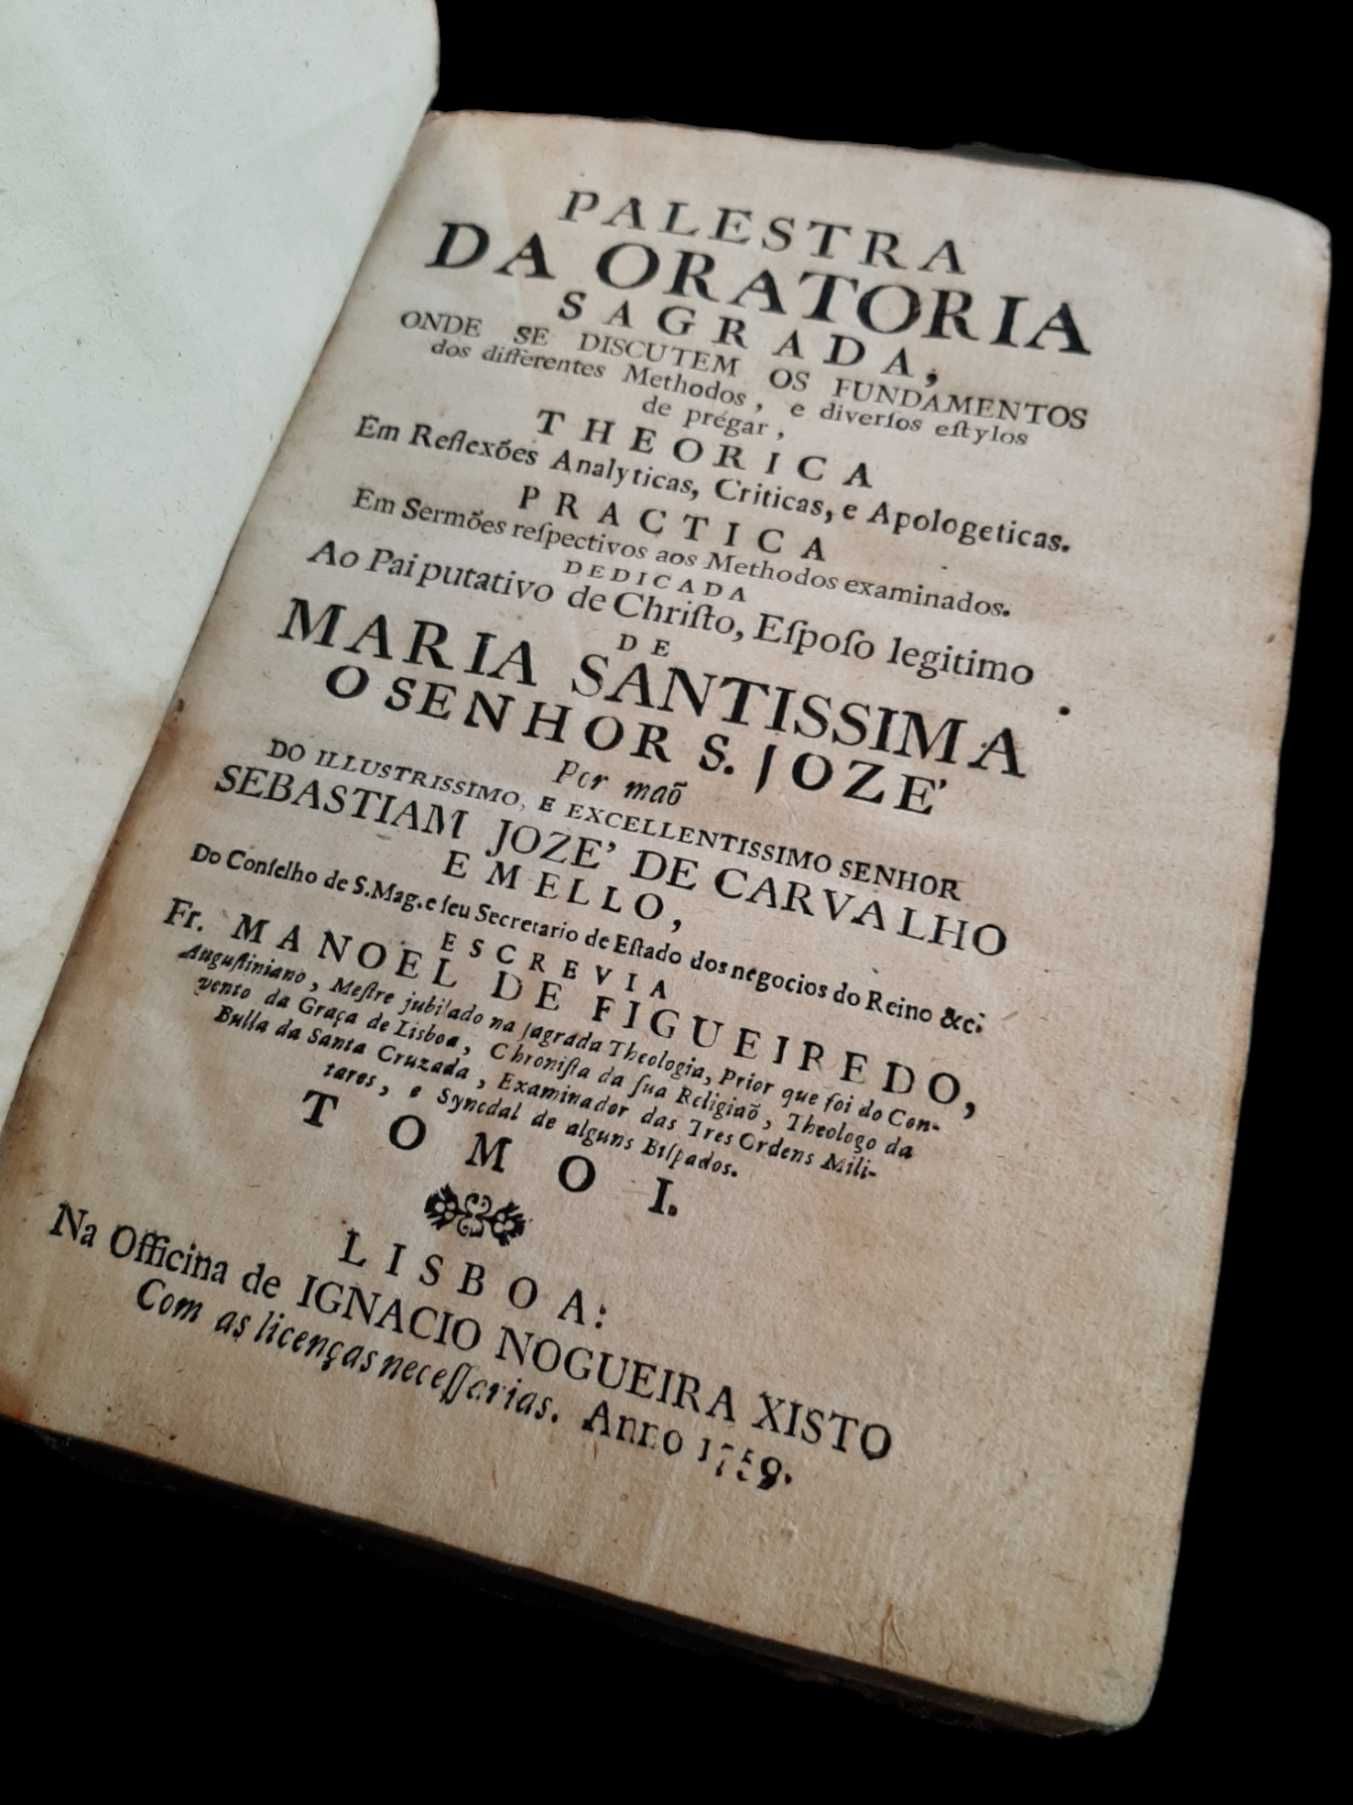 PALESTRA
DA ORATORIA
SAGRADA,
ONDE SE DISCUTEM OS FUNDAMENTOS
dos differentes Methodos, e diverſos eſtylos
de prégar,
THEORICA
Em Reflexões Analyticas, Criticas, e Apologeticas.
PRACTICA
Em Sermões reſpectivos aos Methodos examinados.
DEDICADA
Ao Pai putativo de Chriſto, Eſpoſo legitimo
DE
MARIA SANTISSIMA
O SENHOR S. JOZE'
Por maõ
DO ILLUSTRISSIMO, E EXCELLENTISSIMO SENHOR
SEBASTIAM JOZE' DE CARVALHO
E MELLO,
Do Conſelho de S. Mag. e ſeu Secretario de Eſtado dos negocios do Reino &c.
ESCREVIA
Fr. MANOEL DE FIGUEIREDO,
Auguſtiniano, Meſtre jubilado na ſagrada Theologia, Prior que foi do Con-
vento da Graça de Lisboa, Chroniſta da ſua Religiaõ, Theologo da
Bulla da Santa Cruzada, Examinador das Tres Ordens Mili-
tares, e Synodal de alguns Biſpados.
TOMO I.
LISBOA:
Na Officina de IGNACIO NOGUEIRA XISTO
Com as licenças neceſſarias. Anno 1759.